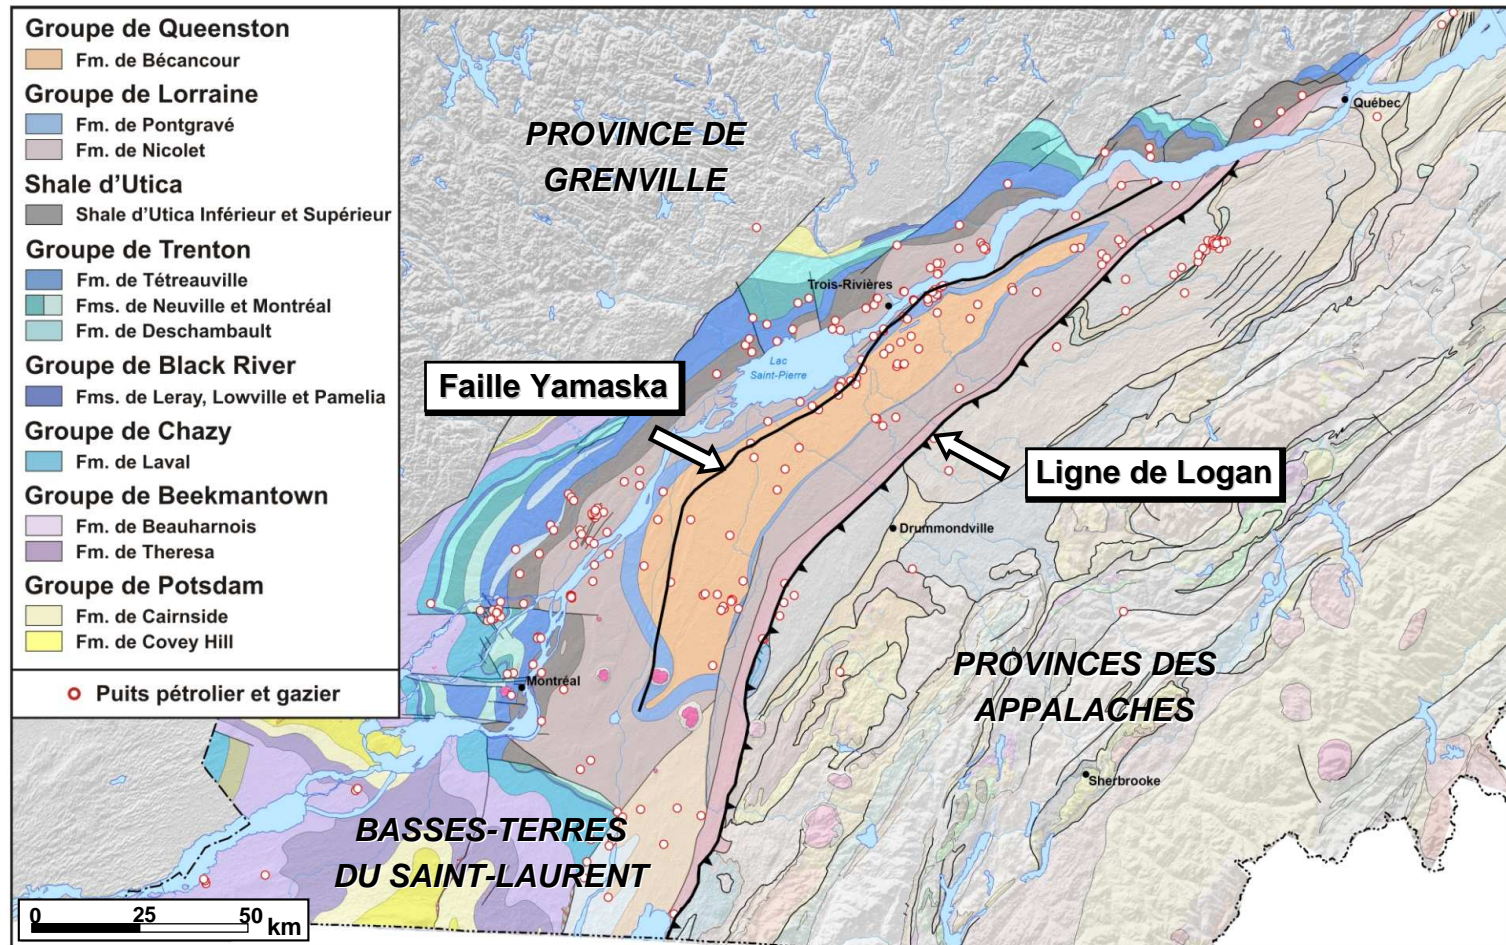 Groupe de Queenston
Fm. de Bécancour
Groupe de Lorraine
Fm. de Pontgravé
Fm. de Nicolet
Shale d'Utica
Shale d'Utica Inférieur et Supérieur
Groupe de Trenton
Fm. de Tétreauville
Fms. de Neuville et Montréal
Fm. de Deschambault
Groupe de Black River
Fms. de Leray, Lowville et Pamelia
Groupe de Chazy
Fm. de Laval
Groupe de Beekmantown
Fm. de Beauharnois
Fm. de Theresa
Groupe de Potsdam
Fm. de Cairnside
Fm. de Covey Hill
Puits pétrolier et gazier
PROVINCE DE
GRENVILLE
Québec
Trois-Rivières
Lac
Saint-Pierre
Faille Yamaska
Ligne de Logan
Drummondville
PROVINCES DES
APPALACHES
Montréal
Sherbrooke
BASSES-TERRES
DU SAINT-LAURENT
0 25 50 km